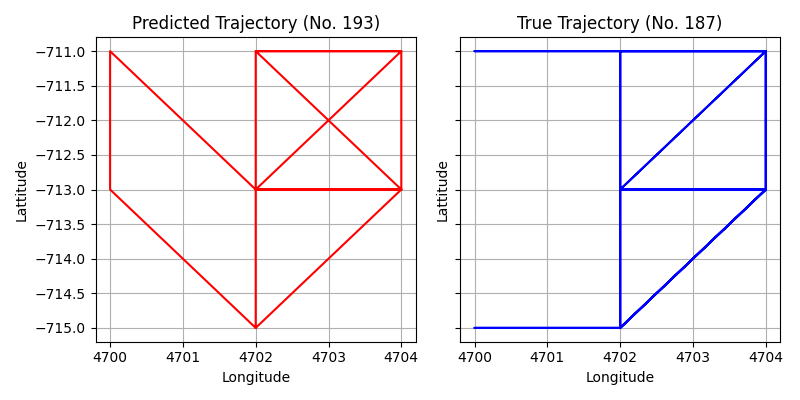 Predicted Trajectory (No. 193)
−711.0
−711.5
−712.0
−712.5
−713.0
−713.5
−714.0
−714.5
−715.0
Lattitude
4700 4701 4702 4703 4704
Longitude
True Trajectory (No. 187)
Lattitude
4700 4701 4702 4703 4704
Longitude